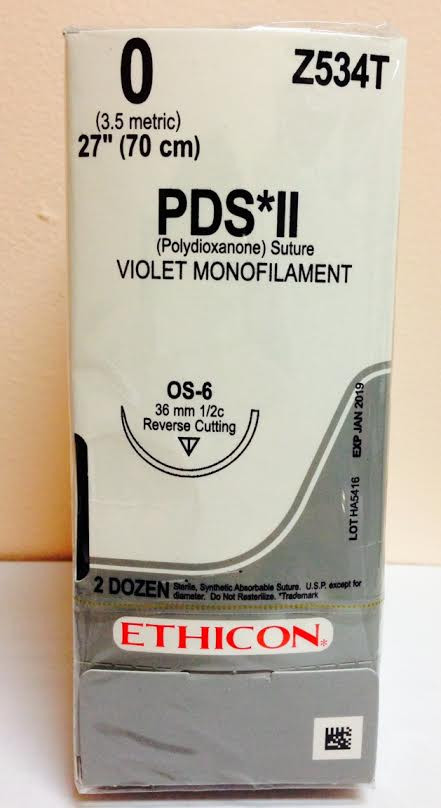 0
Z534T
(3.5 metric)
27" (70 cm)
PDS*II
(Polydioxanone) Suture
VIOLET MONOFILAMENT
OS-6
36 mm 1/2c
Reverse Cutting
LOT HA5416 EXP JAN 2019
2 DOZEN
Sterile, Synthetic Absorbable Suture. U.S.P. except for
diameter. Do Not Resterilize. *Trademark
ETHICON*